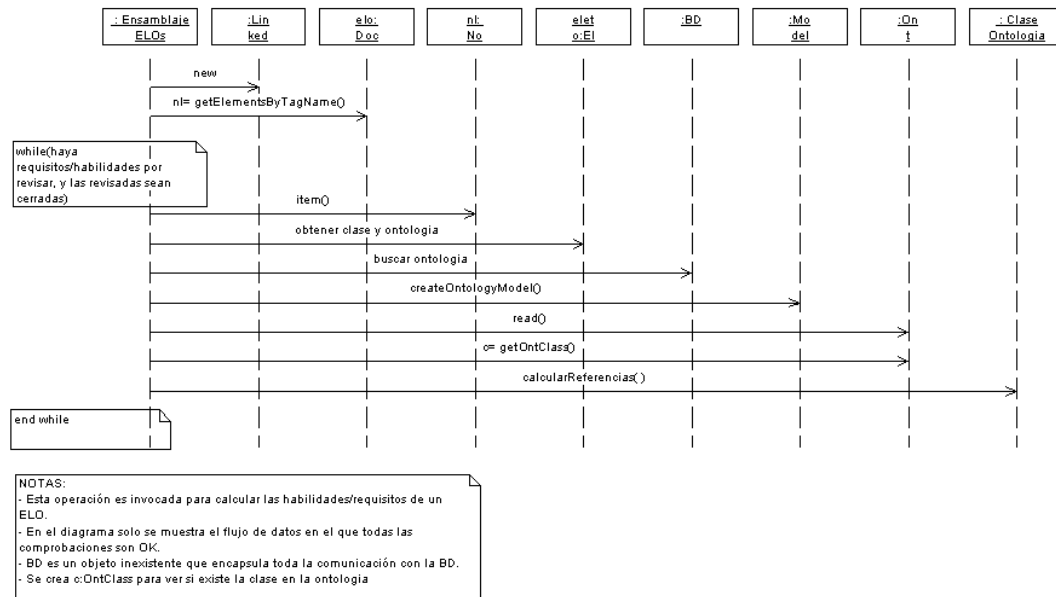 : Ensamblaje
ELOs
:Lin
ked
elo:
Doc
nl:
No
elet
o:El
:BD
:Mo
del
:On
t
: Clase
Ontologia
new
nl= getElementsByTagName()
while(haya
requisitos/habilidades por
revisar, y las revisadas sean
cerradas)
item()
obtener clase y ontologia
buscar ontologia
createOntologyModel()
read()
c= getOntClass()
calcularReferencias( )
end while
NOTAS:
- Esta operación es invocada para calcular las habilidades/requisitos de un
ELO.
- En el diagrama solo se muestra el flujo de datos en el que todas las
comprobaciones son OK.
- BD es un objeto inexistente que encapsula toda la comunicación con la BD.
- Se crea c:OntClass para ver si existe la clase en la ontologia